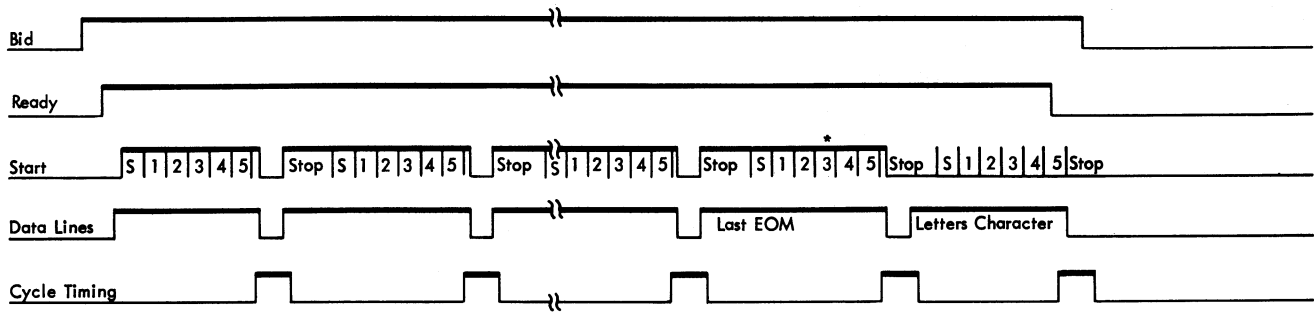 Bid
Ready
*
Start S 1 2 3 4 5 Stop S 1 2 3 4 5 Stop S 1 2 3 4 5 Stop S 1 2 3 4 5 Stop S 1 2 3 4 5 Stop
Data Lines Last EOM Letters Character
Cycle Timing